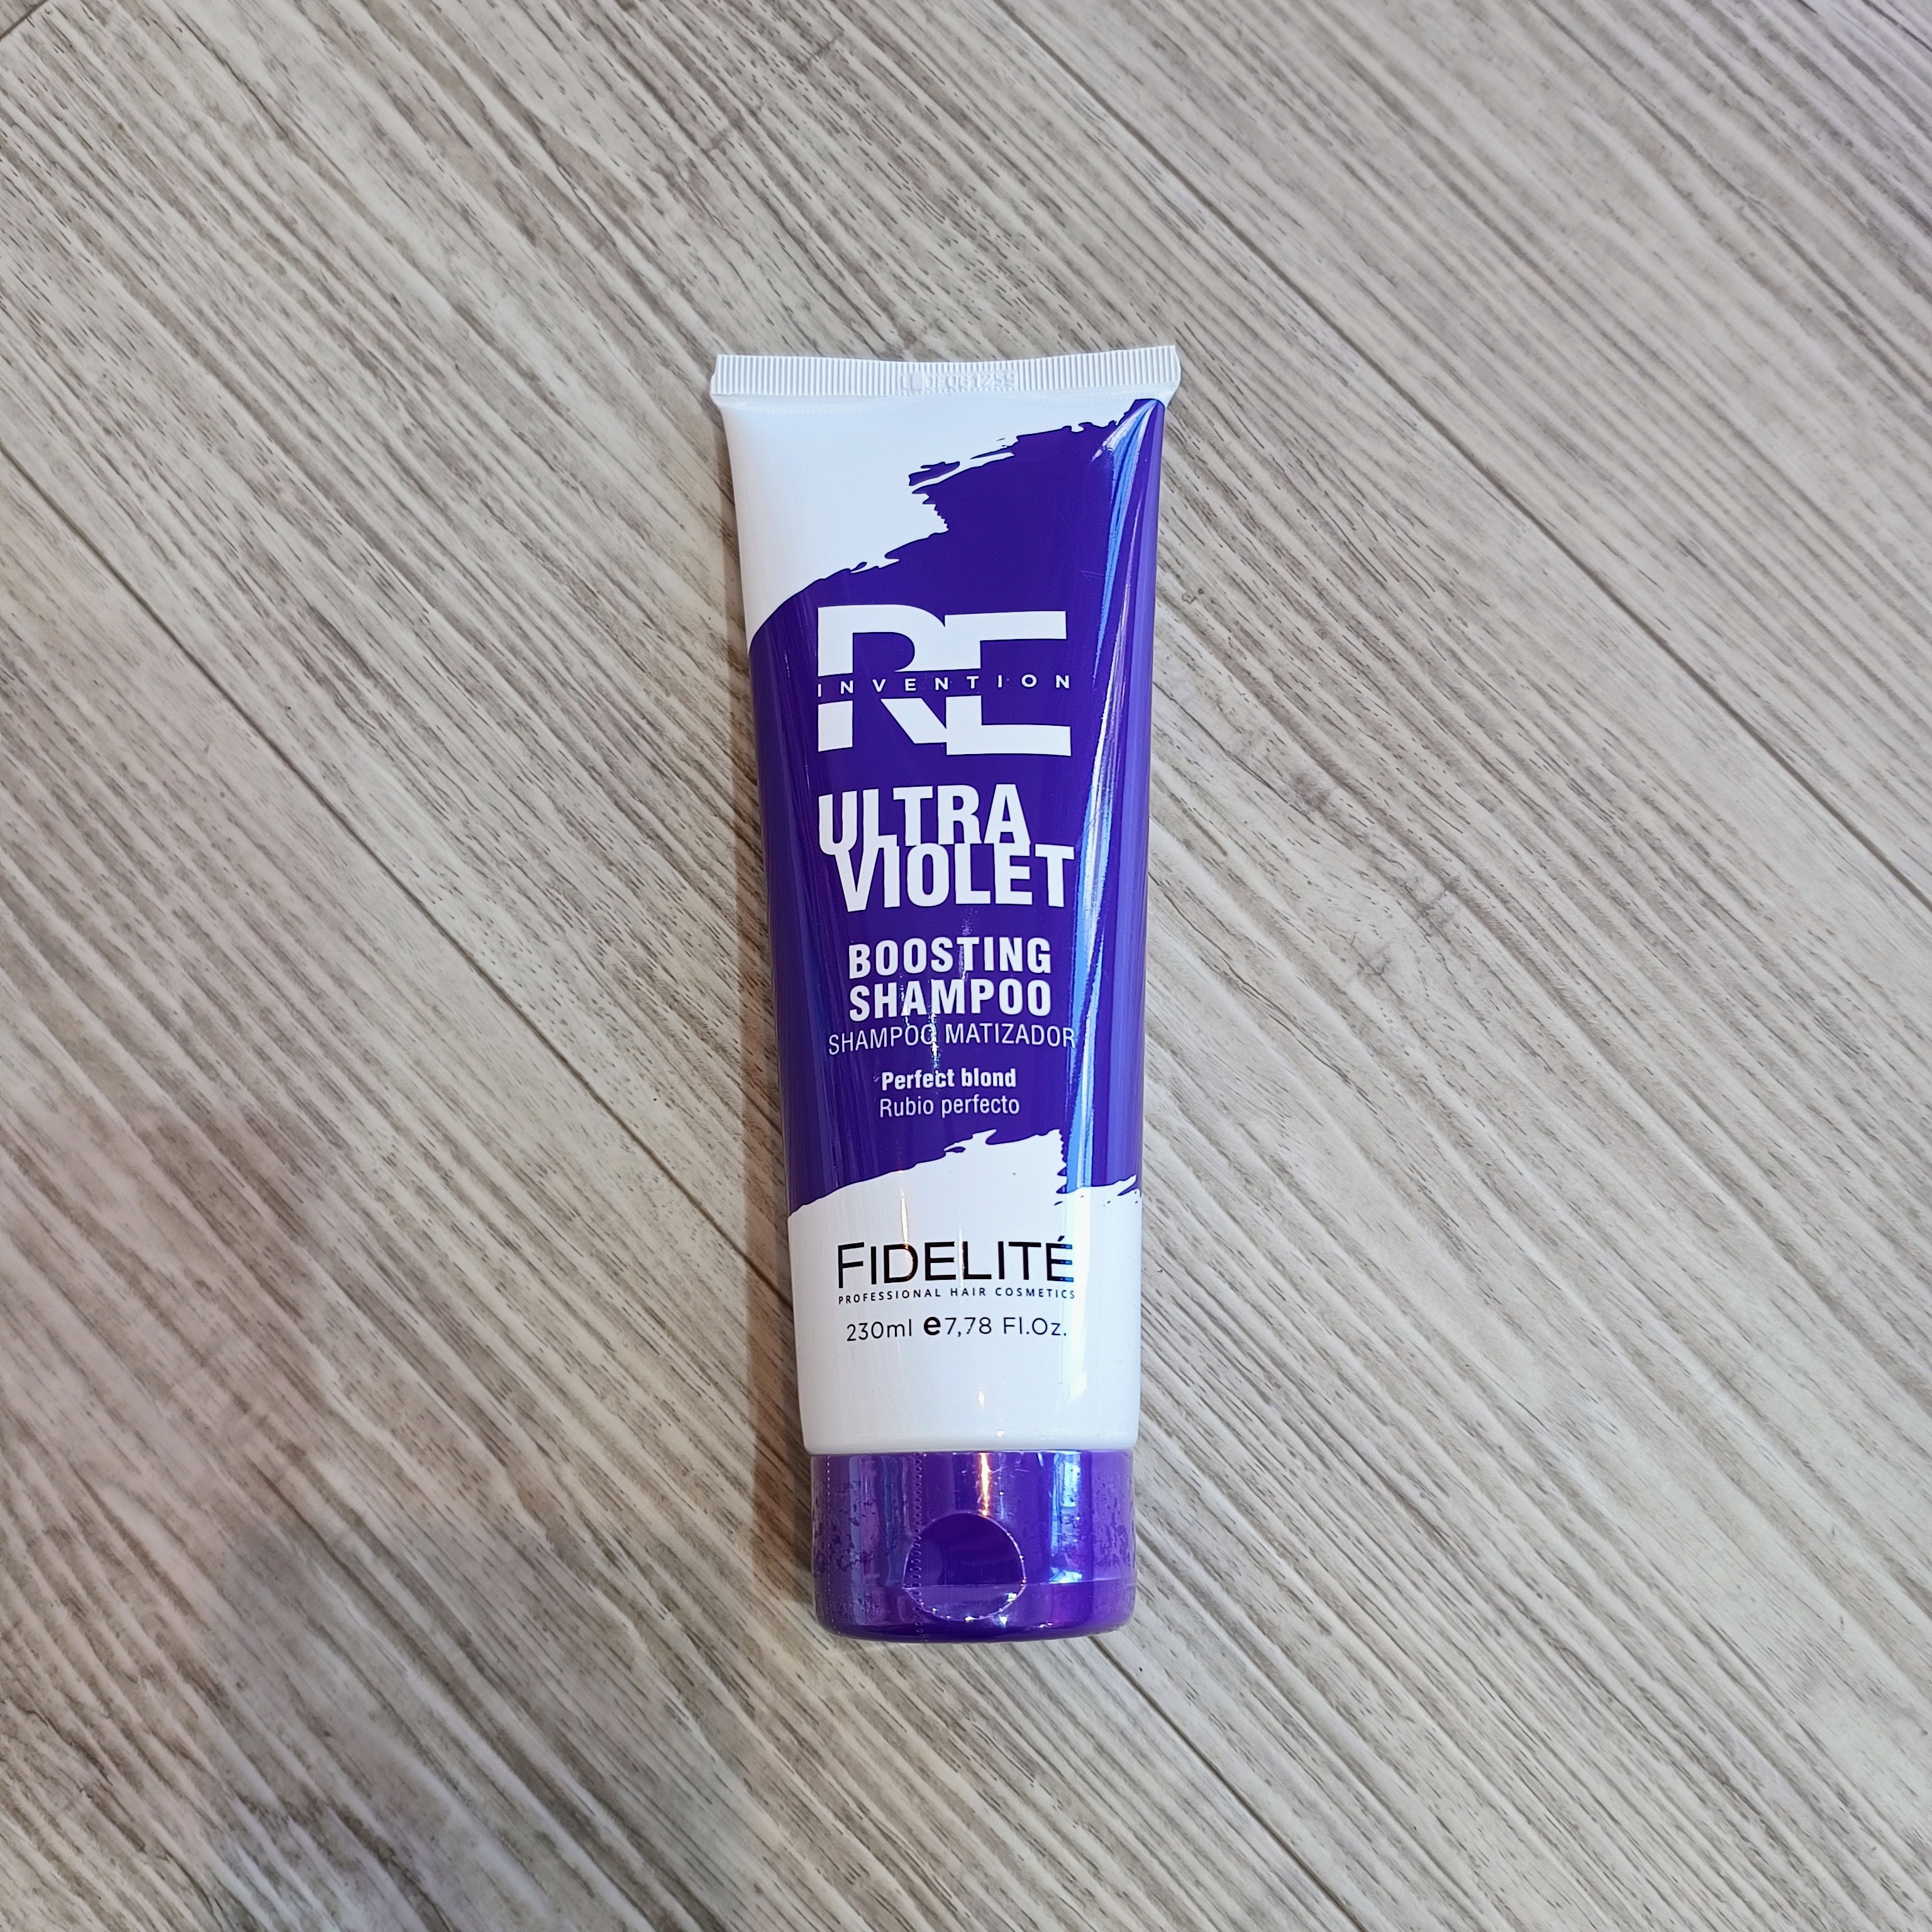 RE
INVENTION
ULTRA
VIOLET
BOOSTING
SHAMPOO
SHAMPOO MATIZADOR
Perfect blond
Rubio perfecto
FIDELITÉ
PROFESSIONAL HAIR COSMETICS
230ml e7,78 Fl.Oz.